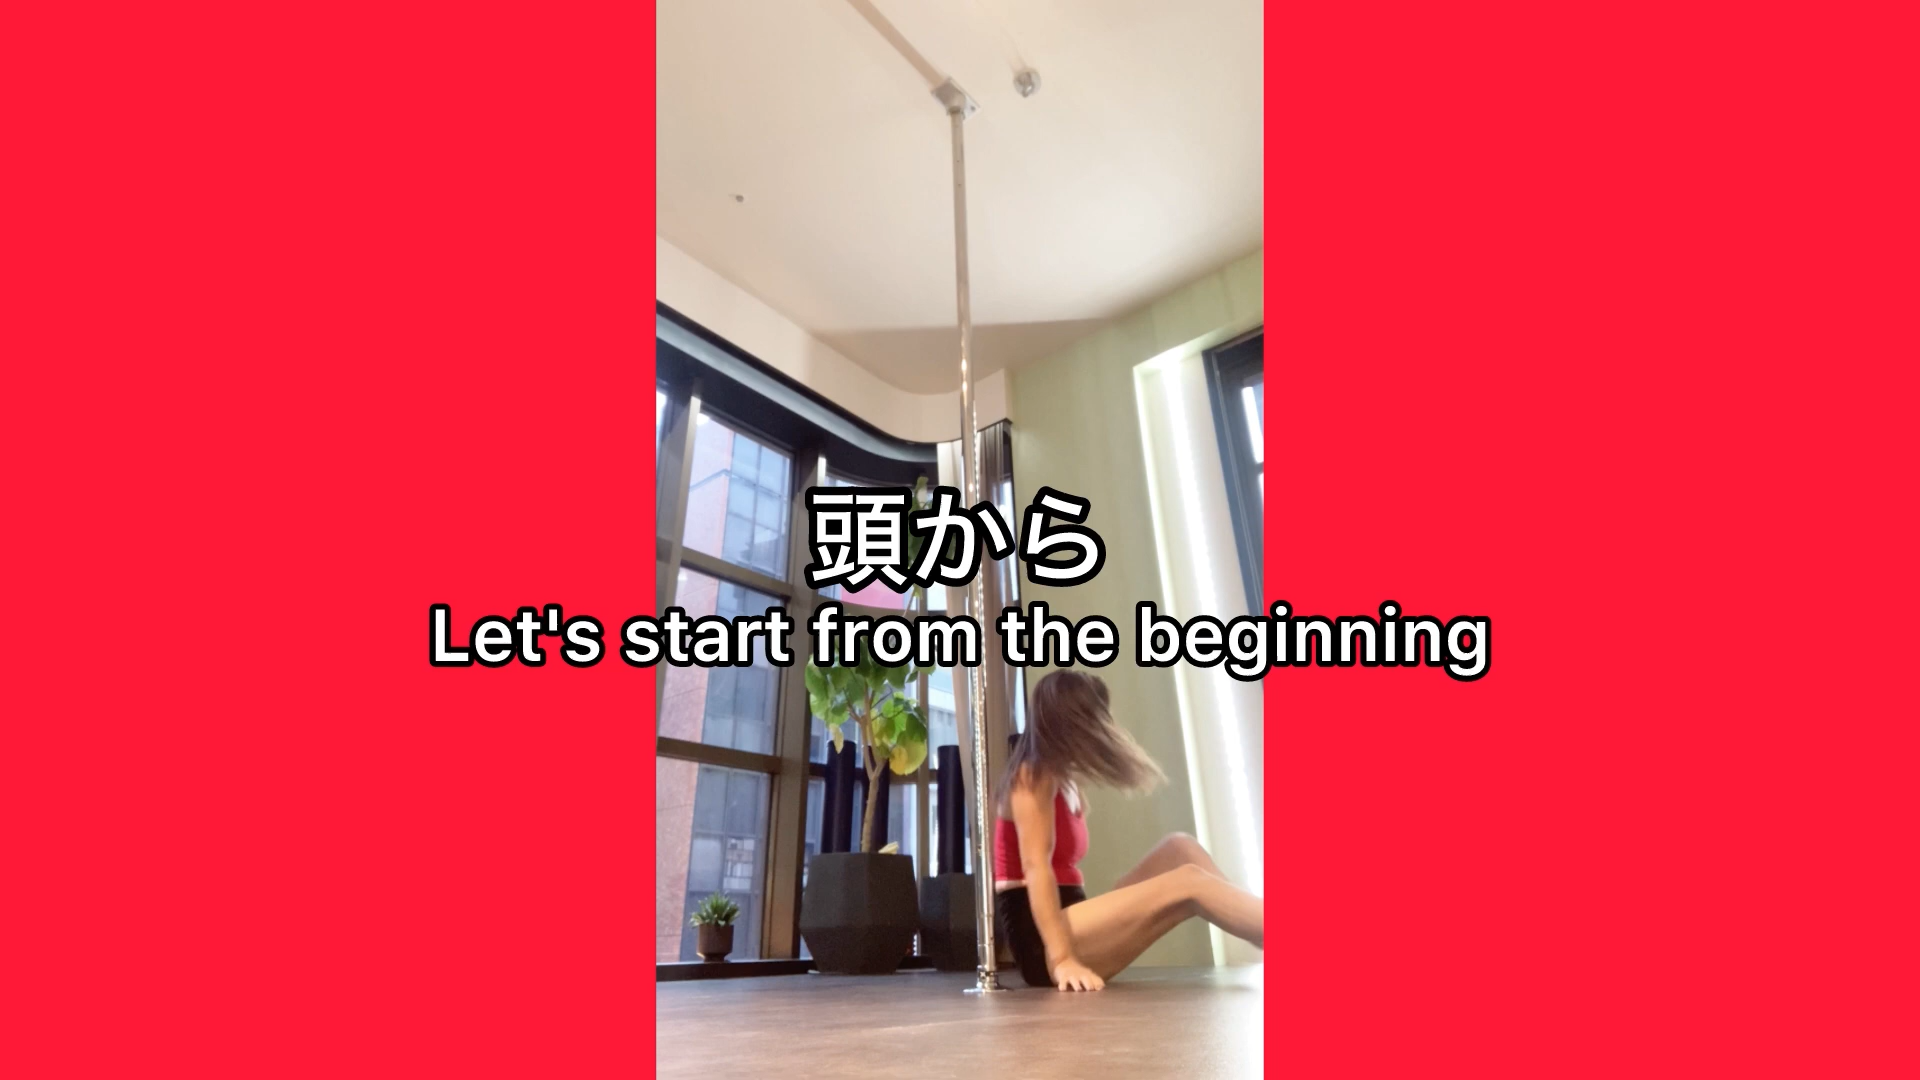 頭から
Let's start from the beginning